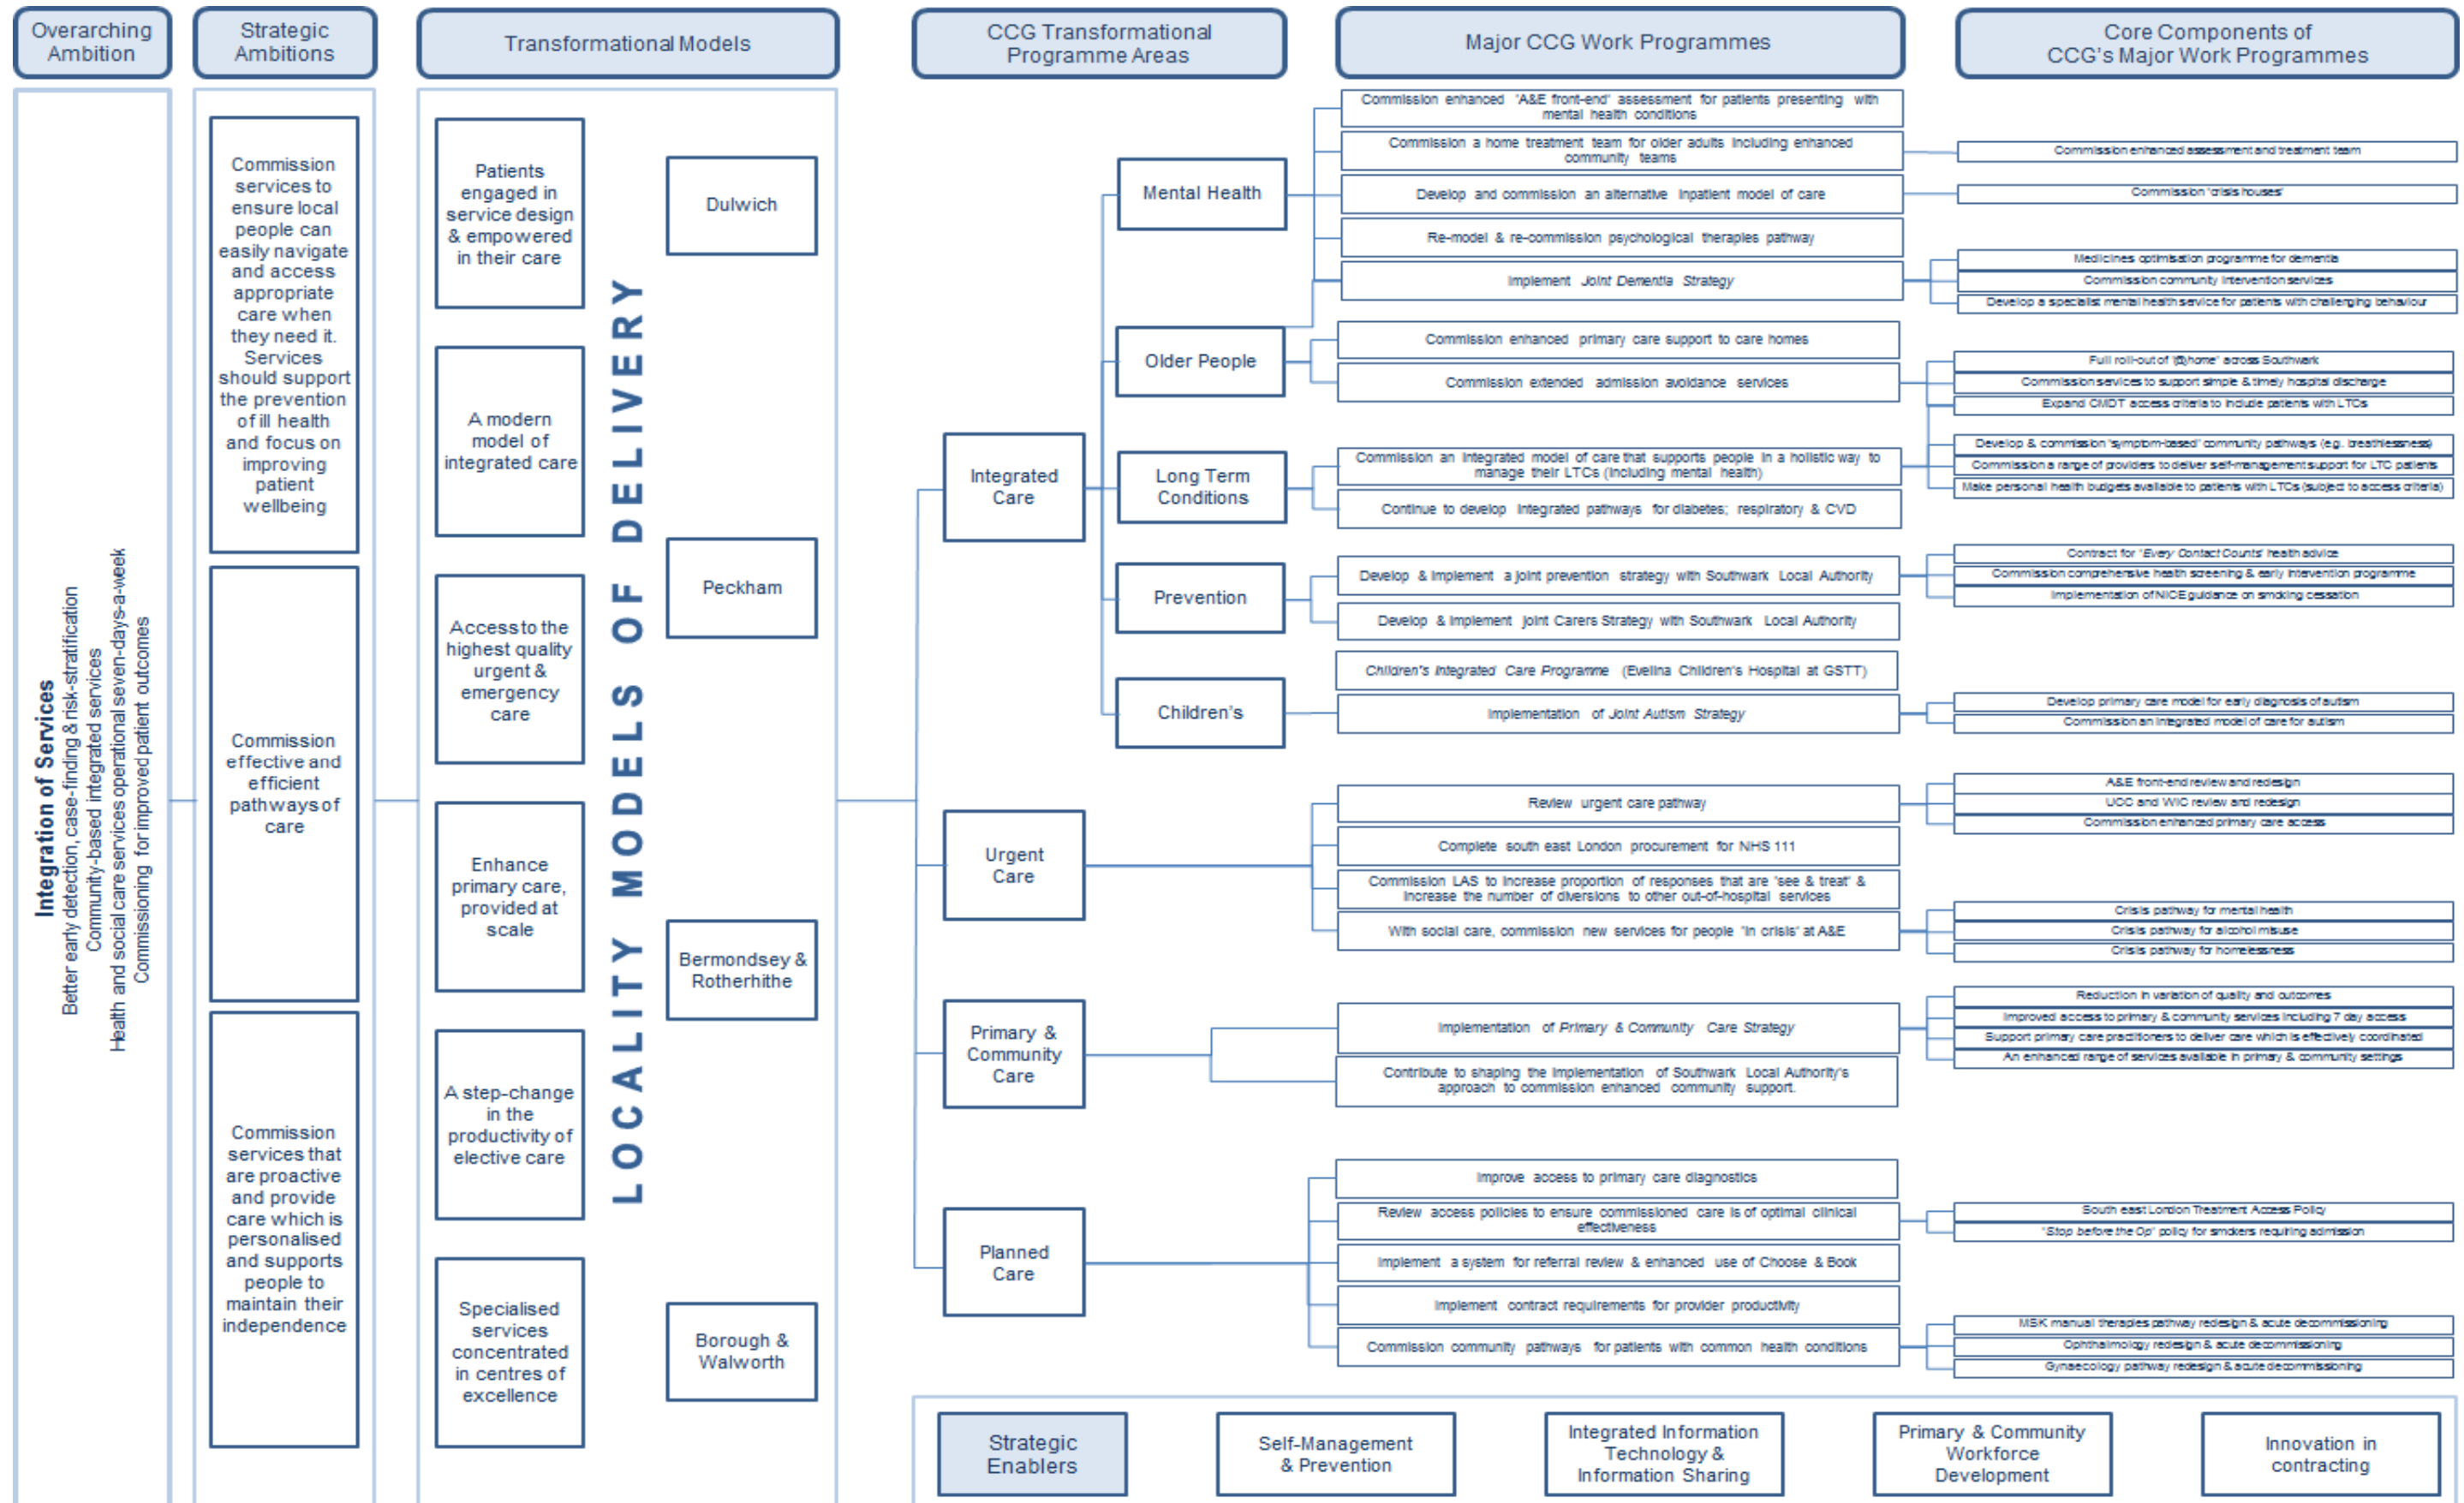 Overarching
Ambition
Strategic
Ambitions
Transformational Models
CCG Transformational
Programme Areas
Major CCG Work Programmes
Core Components of
CCG's Major Work Programmes
Integration of Services
Better early detection, case-finding & risk-stratification
Community-based integrated services
Health and social care services operational seven-days-a-week
Commissioning for improved patient outcomes
Commission
services to
ensure local
people can
easily navigate
and access
appropriate
care when
they need it.
Services
should support
the prevention
of ill health
and focus on
improving
patient
wellbeing
Commission
effective and
efficient
pathways of
care
Commission
services that
are proactive
and provide
care which is
personalised
and supports
people to
maintain their
independence
Patients
engaged in
service design
& empowered
in their care
A modern
model of
integrated care
Access to the
highest quality
urgent &
emergency
care
Enhance
primary care,
provided at
scale
A step-change
in the
productivity of
elective care
Specialised
services
concentrated
in centres of
excellence
LOCALITY MODELS OF DELIVERY
Dulwich
Peckham
Bermondsey &
Rotherhithe
Borough &
Walworth
Integrated
Care
Mental Health
Commission enhanced 'A&E front-end' assessment for patients presenting with
mental health conditions
Commission a home treatment team for older adults including enhanced
community teams
Commission enhanced assessment and treatment team
Develop and commission an alternative inpatient model of care
Commission 'crisis houses'
Re-model & re-commission psychological therapies pathway
Implement Joint Dementia Strategy
Medicines optimisation programme for dementia
Commission community intervention services
Develop a specialist mental health service for patients with challenging behaviour
Older People
Commission enhanced primary care support to care homes
Commission extended admission avoidance services
Full roll-out of '@home' across Southwark
Commission services to support simple & timely hospital discharge
Expand CMDT access criteria to include patients with LTCs
Long Term
Conditions
Commission an integrated model of care that supports people in a holistic way to
manage their LTCs (including mental health)
Develop & commission 'symptom-based' community pathways (e.g. breathlessness)
Commission a range of providers to deliver self-management support for LTC patients
Make personal health budgets available to patients with LTCs (subject to access criteria)
Continue to develop integrated pathways for diabetes; respiratory & CVD
Prevention
Develop & implement a joint prevention strategy with Southwark Local Authority
Contract for 'Every Contact Counts' health advice
Commission comprehensive health screening & early intervention programme
Implementation of NICE guidance on smoking cessation
Develop & implement joint Carers Strategy with Southwark Local Authority
Children's
Children's Integrated Care Programme (Evelina Children's Hospital at GSTT)
Implementation of Joint Autism Strategy
Develop primary care model for early diagnosis of autism
Commission an integrated model of care for autism
Urgent
Care
Review urgent care pathway
A&E front-end review and redesign
UCC and WIC review and redesign
Commission enhanced primary care access
Complete south east London procurement for NHS 111
Commission LAS to increase proportion of responses that are 'see & treat' &
increase the number of diversions to other out-of-hospital services
With social care, commission new services for people 'in crisis' at A&E
Crisis pathway for mental health
Crisis pathway for alcohol misuse
Crisis pathway for homelessness
Primary &
Community
Care
Implementation of Primary & Community Care Strategy
Reduction in variation of quality and outcomes
Improved access to primary & community services including 7 day access
Support primary care practitioners to deliver care which is effectively coordinated
An enhanced range of services available in primary & community settings
Contribute to shaping the implementation of Southwark Local Authority's
approach to commission enhanced community support.
Planned
Care
Improve access to primary care diagnostics
Review access policies to ensure commissioned care is of optimal clinical
effectiveness
South east London Treatment Access Policy
'Stop before the Op' policy for smokers requiring admission
Implement a system for referral review & enhanced use of Choose & Book
Implement contract requirements for provider productivity
Commission community pathways for patients with common health conditions
MSK manual therapies pathway redesign & acute decommissioning
Ophthalmology redesign & acute decommissioning
Gynaecology pathway redesign & acute decommissioning
Strategic
Enablers
Self-Management
& Prevention
Integrated Information
Technology &
Information Sharing
Primary & Community
Workforce
Development
Innovation in
contracting